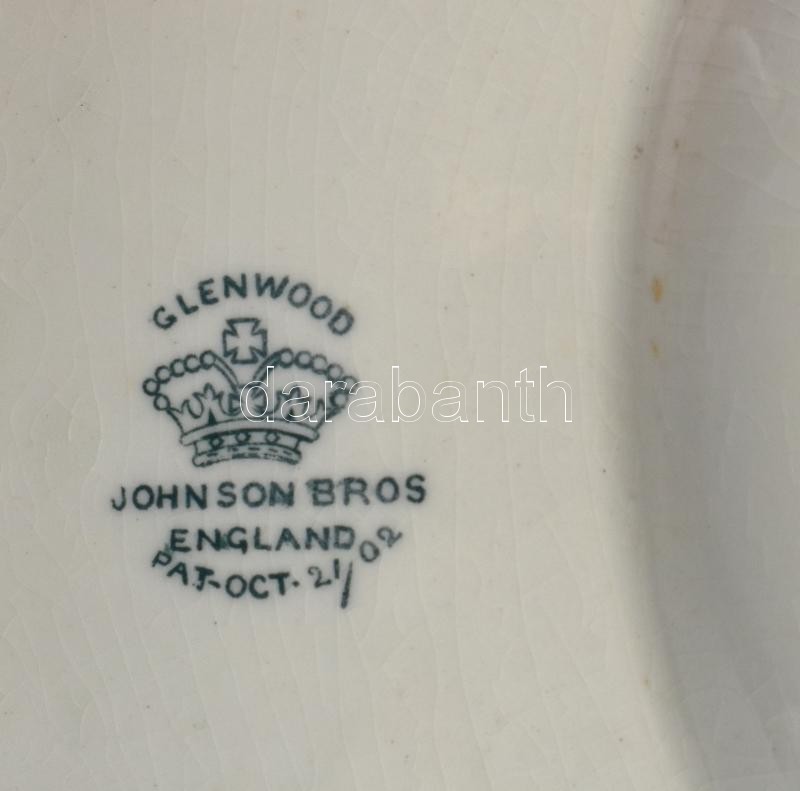 GLENWOOD
darabanth
JOHNSON BROS
ENGLAND
PAT-OCT. 21/02